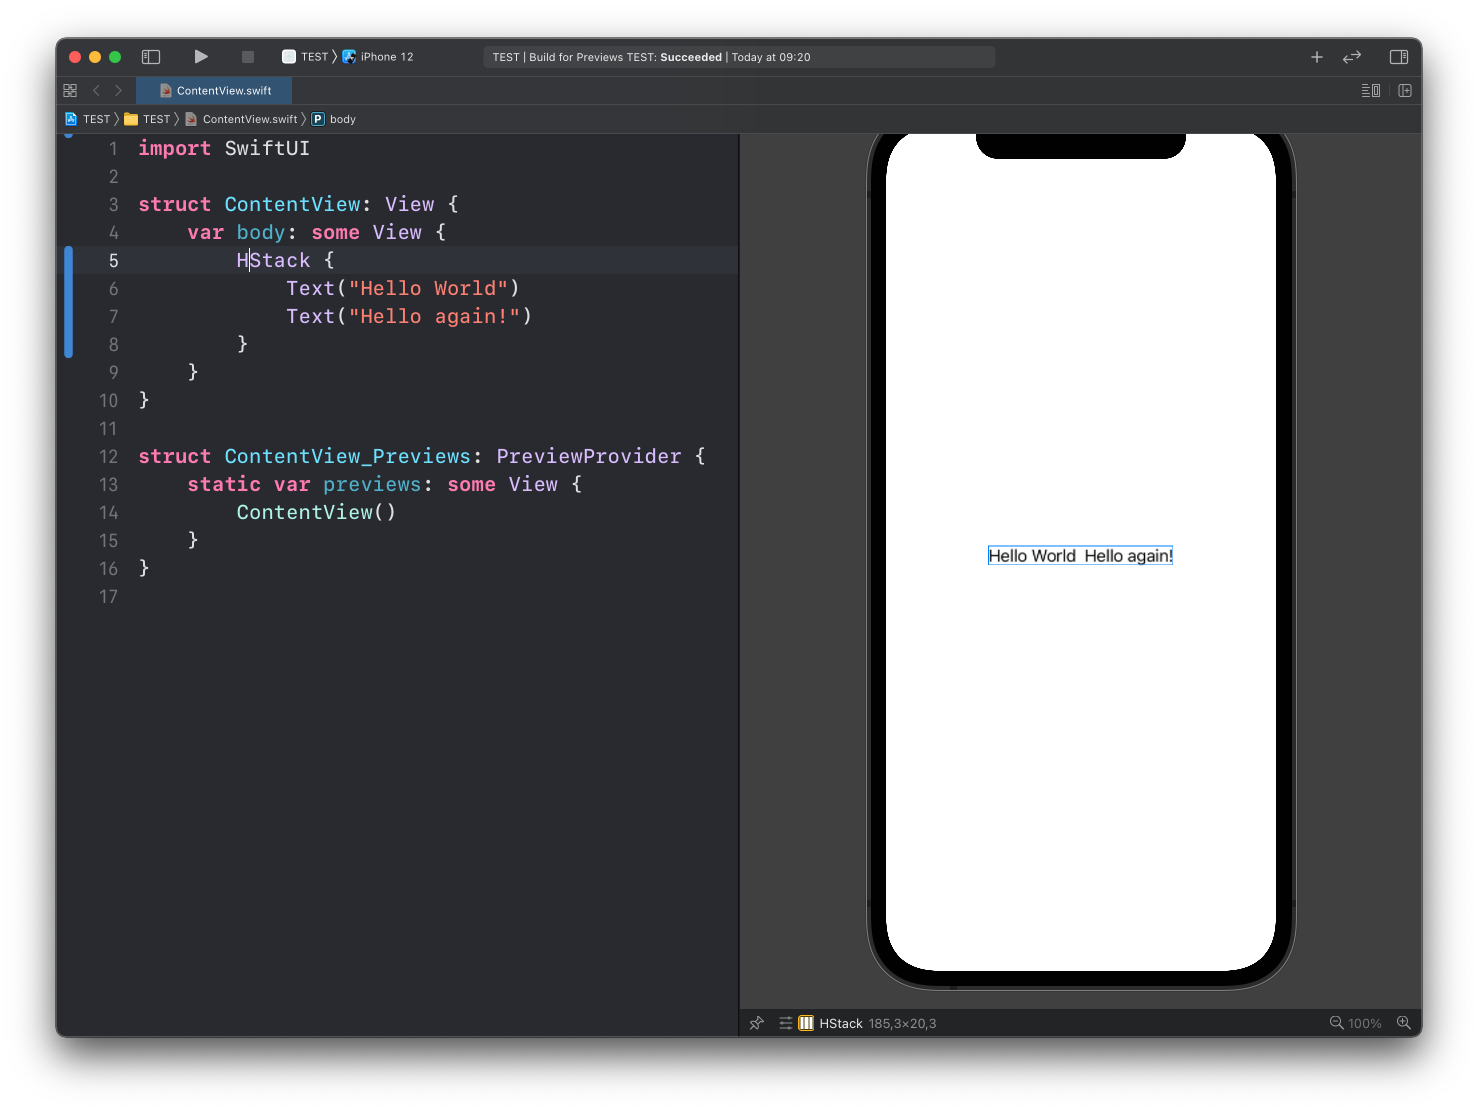 TEST iPhone 12 TEST | Build for Previews TEST: Succeeded | Today at 09:20
ContentView.swift
TEST TEST ContentView.swift P body
1 import SwiftUI
2
3 struct ContentView: View {
4 var body: some View {
5 HStack {
6 Text("Hello World")
7 Text("Hello again!")
8 }
9 }
10 }
11
12 struct ContentView_Previews: PreviewProvider {
13 static var previews: some View {
14 ContentView()
15 }
16 }
17
Hello World Hello again!
HStack 185,3×20,3 100%